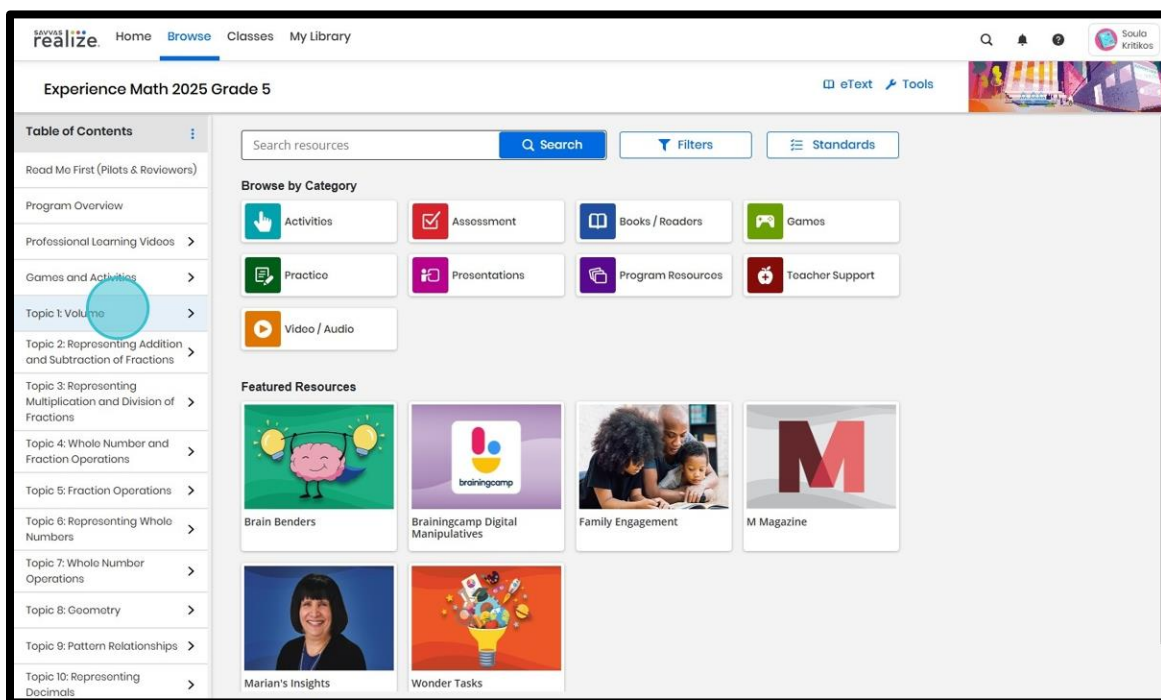 SAVVAS
realize.
Home Browse Classes My Library
Soula
Kritikos
Experience Math 2025 Grade 5
eText Tools
Table of Contents
Read Me First (Pilots & Reviewers)
Program Overview
Professional Learning Videos
Games and Activities
Topic 1: Volume
Topic 2: Representing Addition
and Subtraction of Fractions
Topic 3: Representing
Multiplication and Division of
Fractions
Topic 4: Whole Number and
Fraction Operations
Topic 5: Fraction Operations
Topic 6: Representing Whole
Numbers
Topic 7: Whole Number
Operations
Topic 8: Geometry
Topic 9: Pattern Relationships
Topic 10: Representing
Decimals
Search resources
Search
Filters
Standards
Browse by Category
Activities
Assessment
Books / Readers
Games
Practice
Presentations
Program Resources
Teacher Support
Video / Audio
Featured Resources
Brain Benders
brainingcamp
Brainingcamp Digital
Manipulatives
Family Engagement
M
M Magazine
Marian's Insights
Wonder Tasks